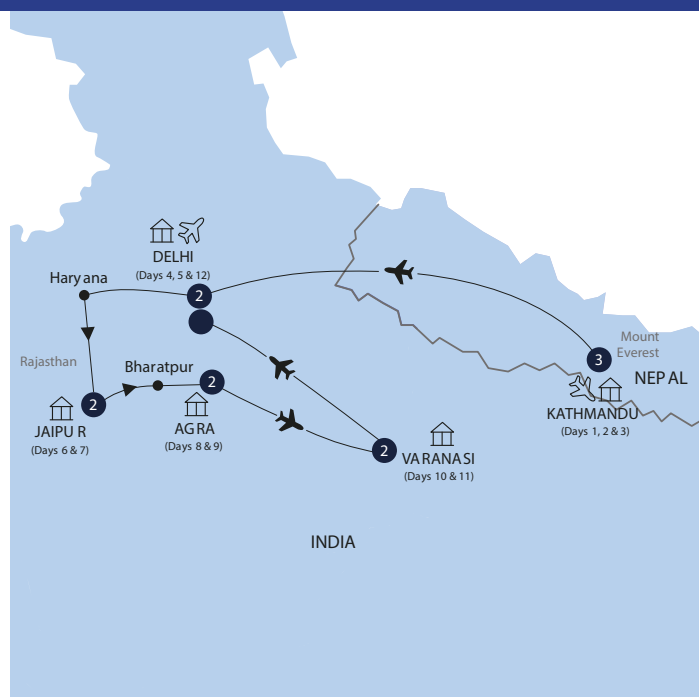 DELHI
(Days 4, 5 & 12)
Haryana
2
Mount
Everest
3
Rajasthan
Bharatpur
NEPAL
2
2
KATHMANDU
(Days 1, 2 & 3)
JAIPUR
(Days 6 & 7)
AGRA
(Days 8 & 9)
2
VARANASI
(Days 10 & 11)
INDIA